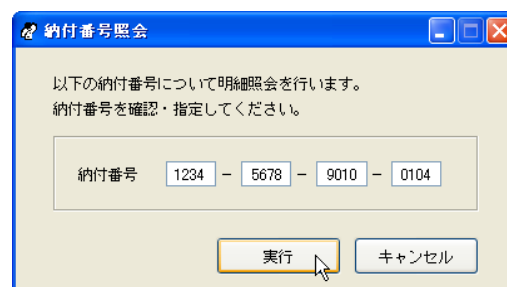 納付番号照会
以下の納付番号について明細照会を行います。
納付番号を確認・指定してください。
納付番号 1234 - 5678 - 9010 - 0104
実行 キャンセル